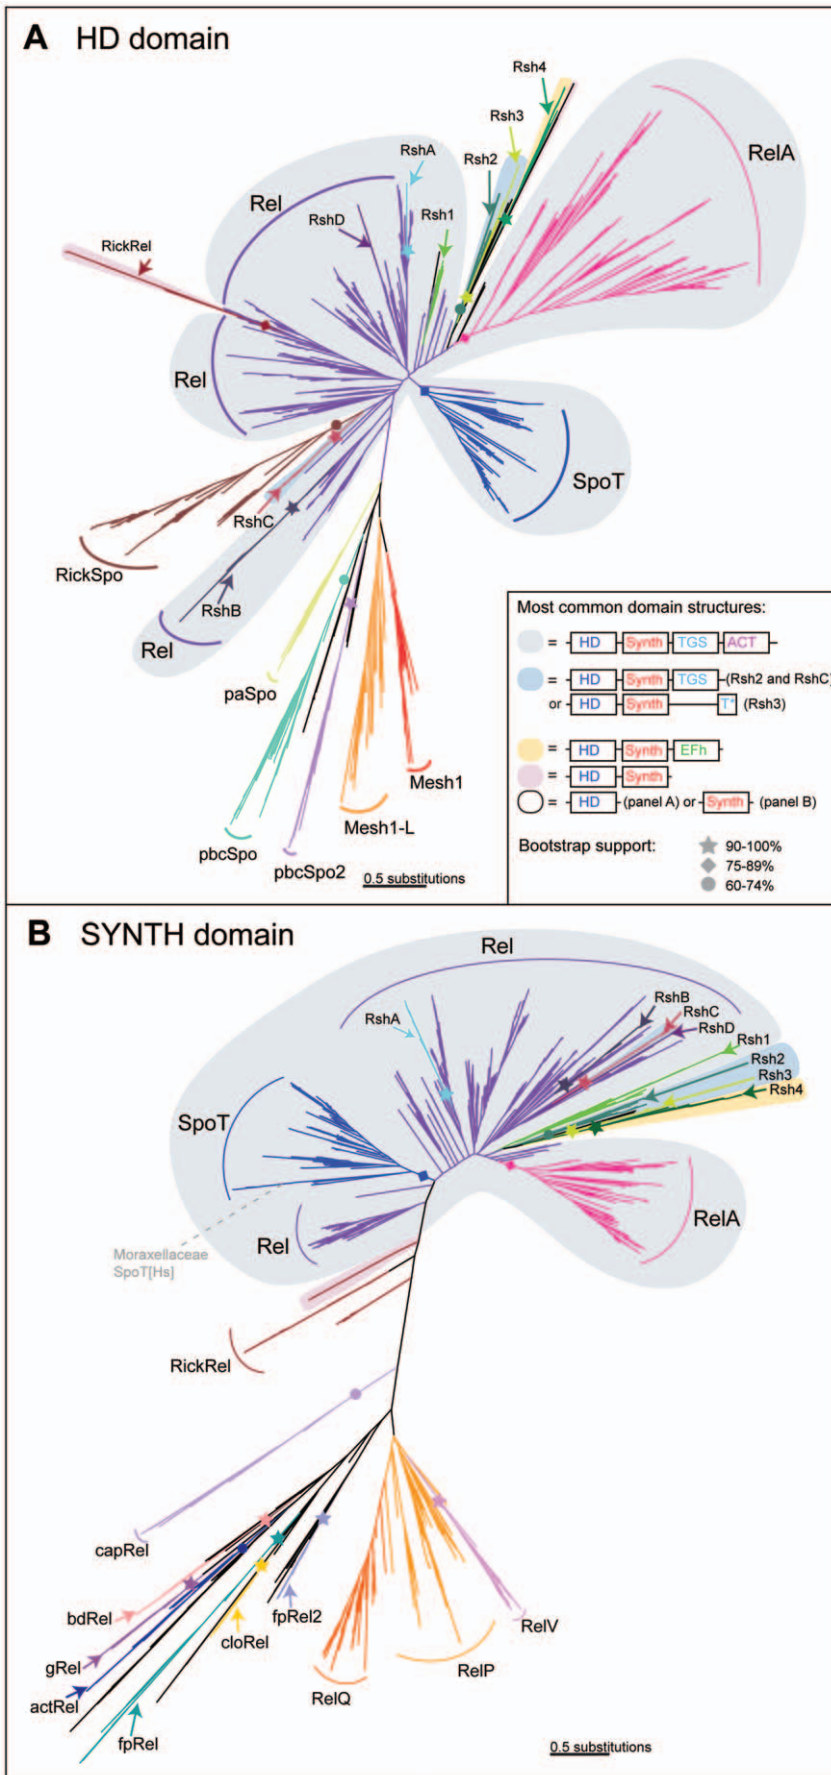 A HD domain
Rsh4
Rsh3
RelA
RshA
Rsh2
Rel
RshD
Rsh1
RickRel
Rel
SpoT
RshC
RickSpo
RshB
Rel
paSpo
Mesh1
Mesh1-L
pbcSpo
pbcSpo2
0.5 substitutions
Most common domain structures:
= HD Synth TGS ACT
= HD Synth TGS (Rsh2 and RshC)
or HD Synth T* (Rsh3)
= HD Synth EFh
= HD Synth
= HD (panel A) or Synth (panel B)
Bootstrap support:
90-100%
75-89%
60-74%
B SYNTH domain
Rel
RshB
RshC
RshA
RshD
Rsh1
Rsh2
Rsh3
Rsh4
SpoT
RelA
Rel
Moraxellaceae
SpoT[Hs]
RickRel
capRel
bdRel
fpRel2
RelV
cloRel
gRel
RelP
RelQ
actRel
fpRel
0.5 substitutions